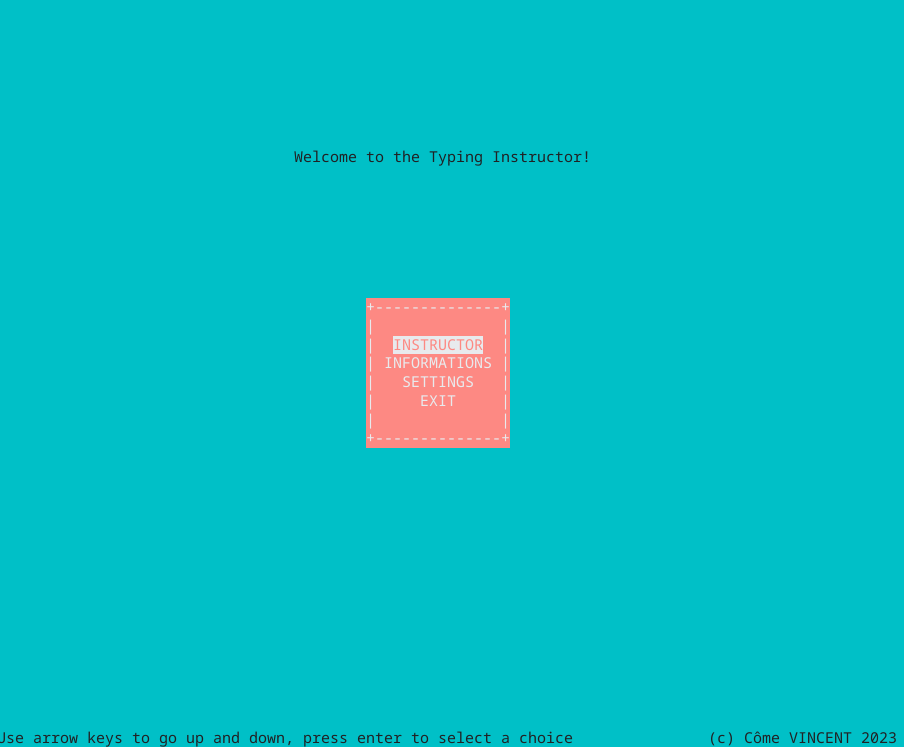 Welcome to the Typing Instructor!
+--------------+
|              |
|  INSTRUCTOR  |
| INFORMATIONS |
|   SETTINGS   |
|     EXIT     |
|              |
+--------------+
Use arrow keys to go up and down, press enter to select a choice (c) Côme VINCENT 2023